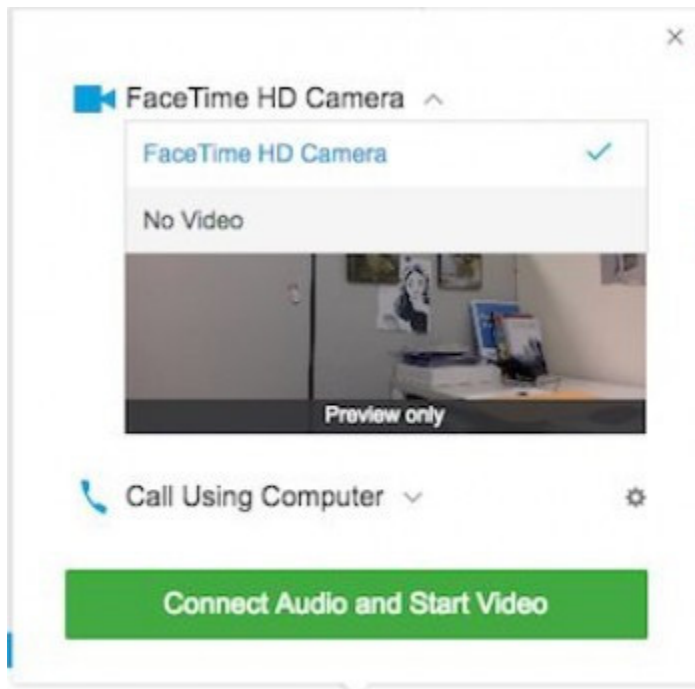 FaceTime HD Camera
FaceTime HD Camera
No Video
Preview only
Call Using Computer
Connect Audio and Start Video